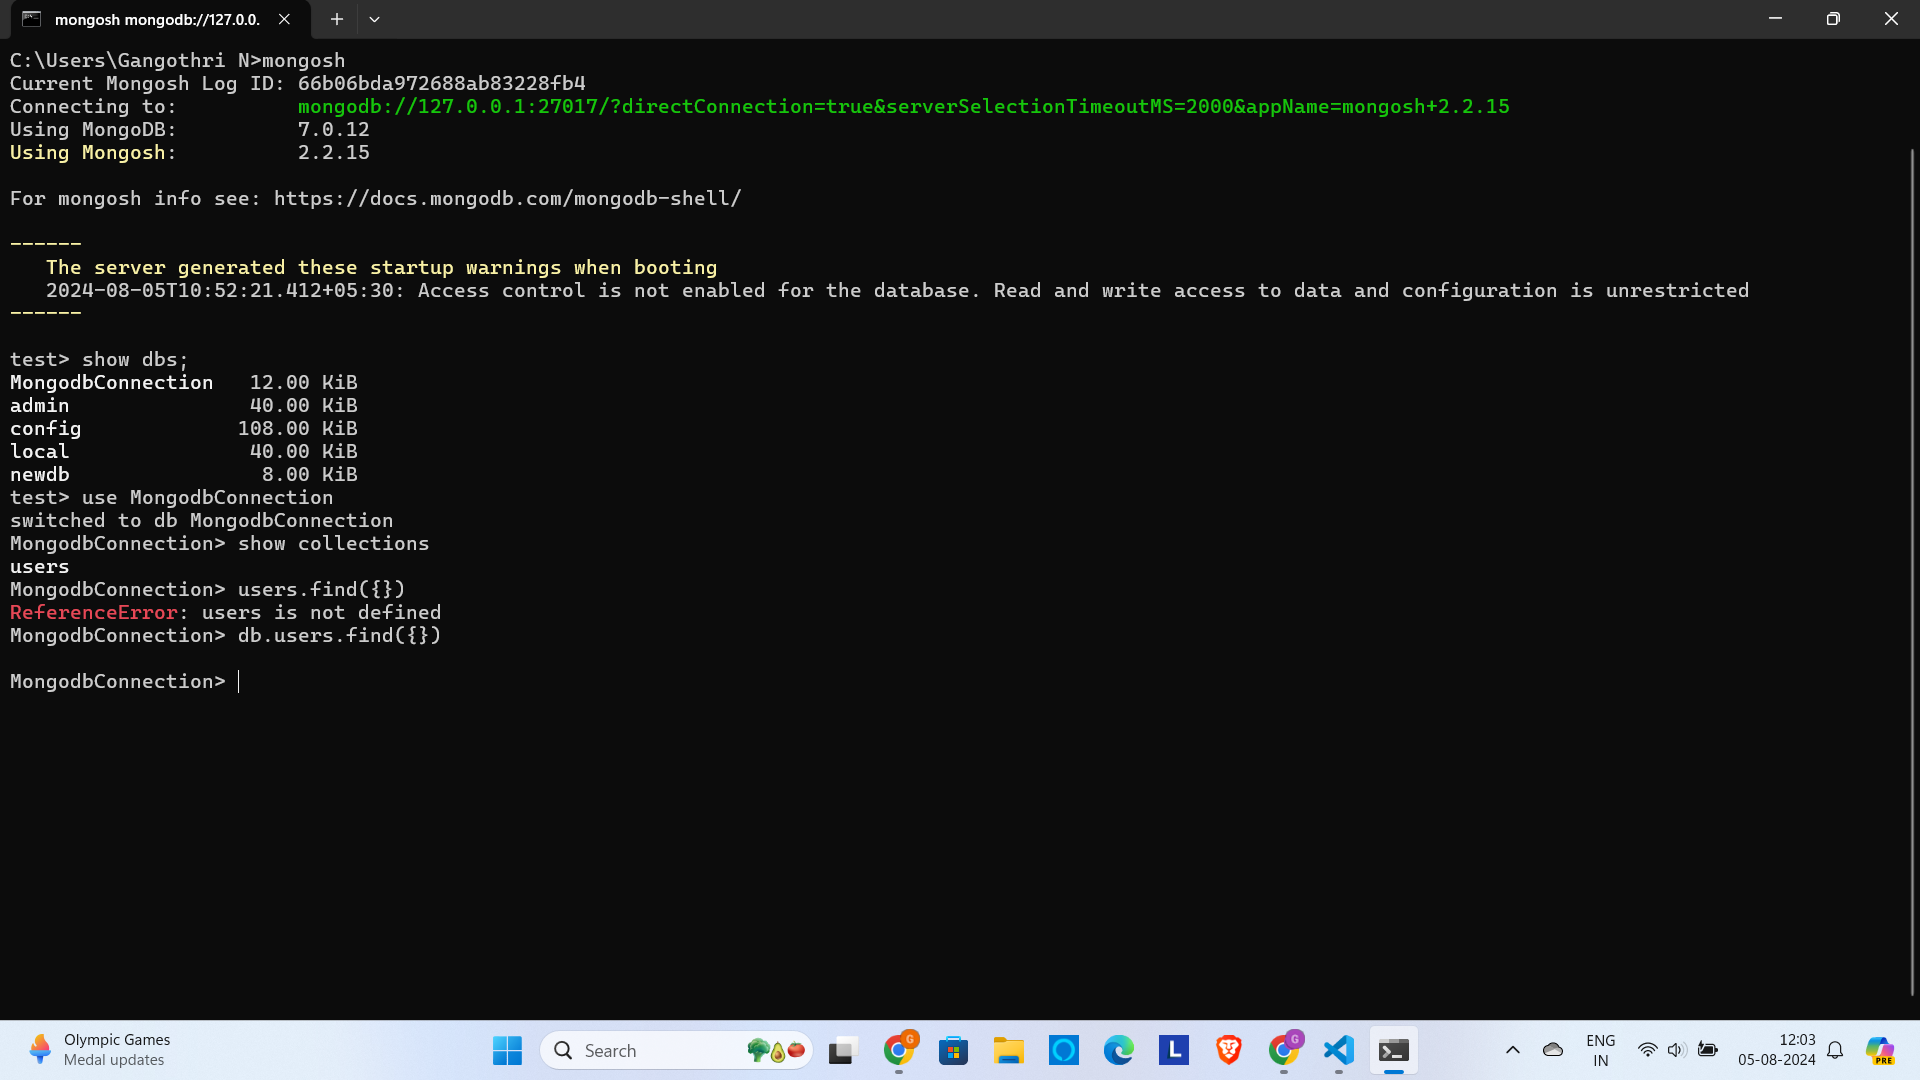 mongosh mongodb://127.0.0.
C:\Users\Gangothri N>mongosh
Current Mongosh Log ID: 66b06bda972688ab83228fb4
Connecting to:          mongodb://127.0.0.1:27017/?directConnection=true&serverSelectionTimeoutMS=2000&appName=mongosh+2.2.15
Using MongoDB:          7.0.12
Using Mongosh:          2.2.15
For mongosh info see: https://docs.mongodb.com/mongodb-shell/
------
   The server generated these startup warnings when booting
   2024-08-05T10:52:21.412+05:30: Access control is not enabled for the database. Read and write access to data and configuration is unrestricted
------
test> show dbs;
MongodbConnection   12.00 KiB
admin               40.00 KiB
config             108.00 KiB
local               40.00 KiB
newdb                8.00 KiB
test> use MongodbConnection
switched to db MongodbConnection
MongodbConnection> show collections
users
MongodbConnection> users.find({})
ReferenceError: users is not defined
MongodbConnection> db.users.find({})
MongodbConnection>
Olympic Games
Medal updates
Search
G
L
G
PRE
ENG
IN
12:03
05-08-2024